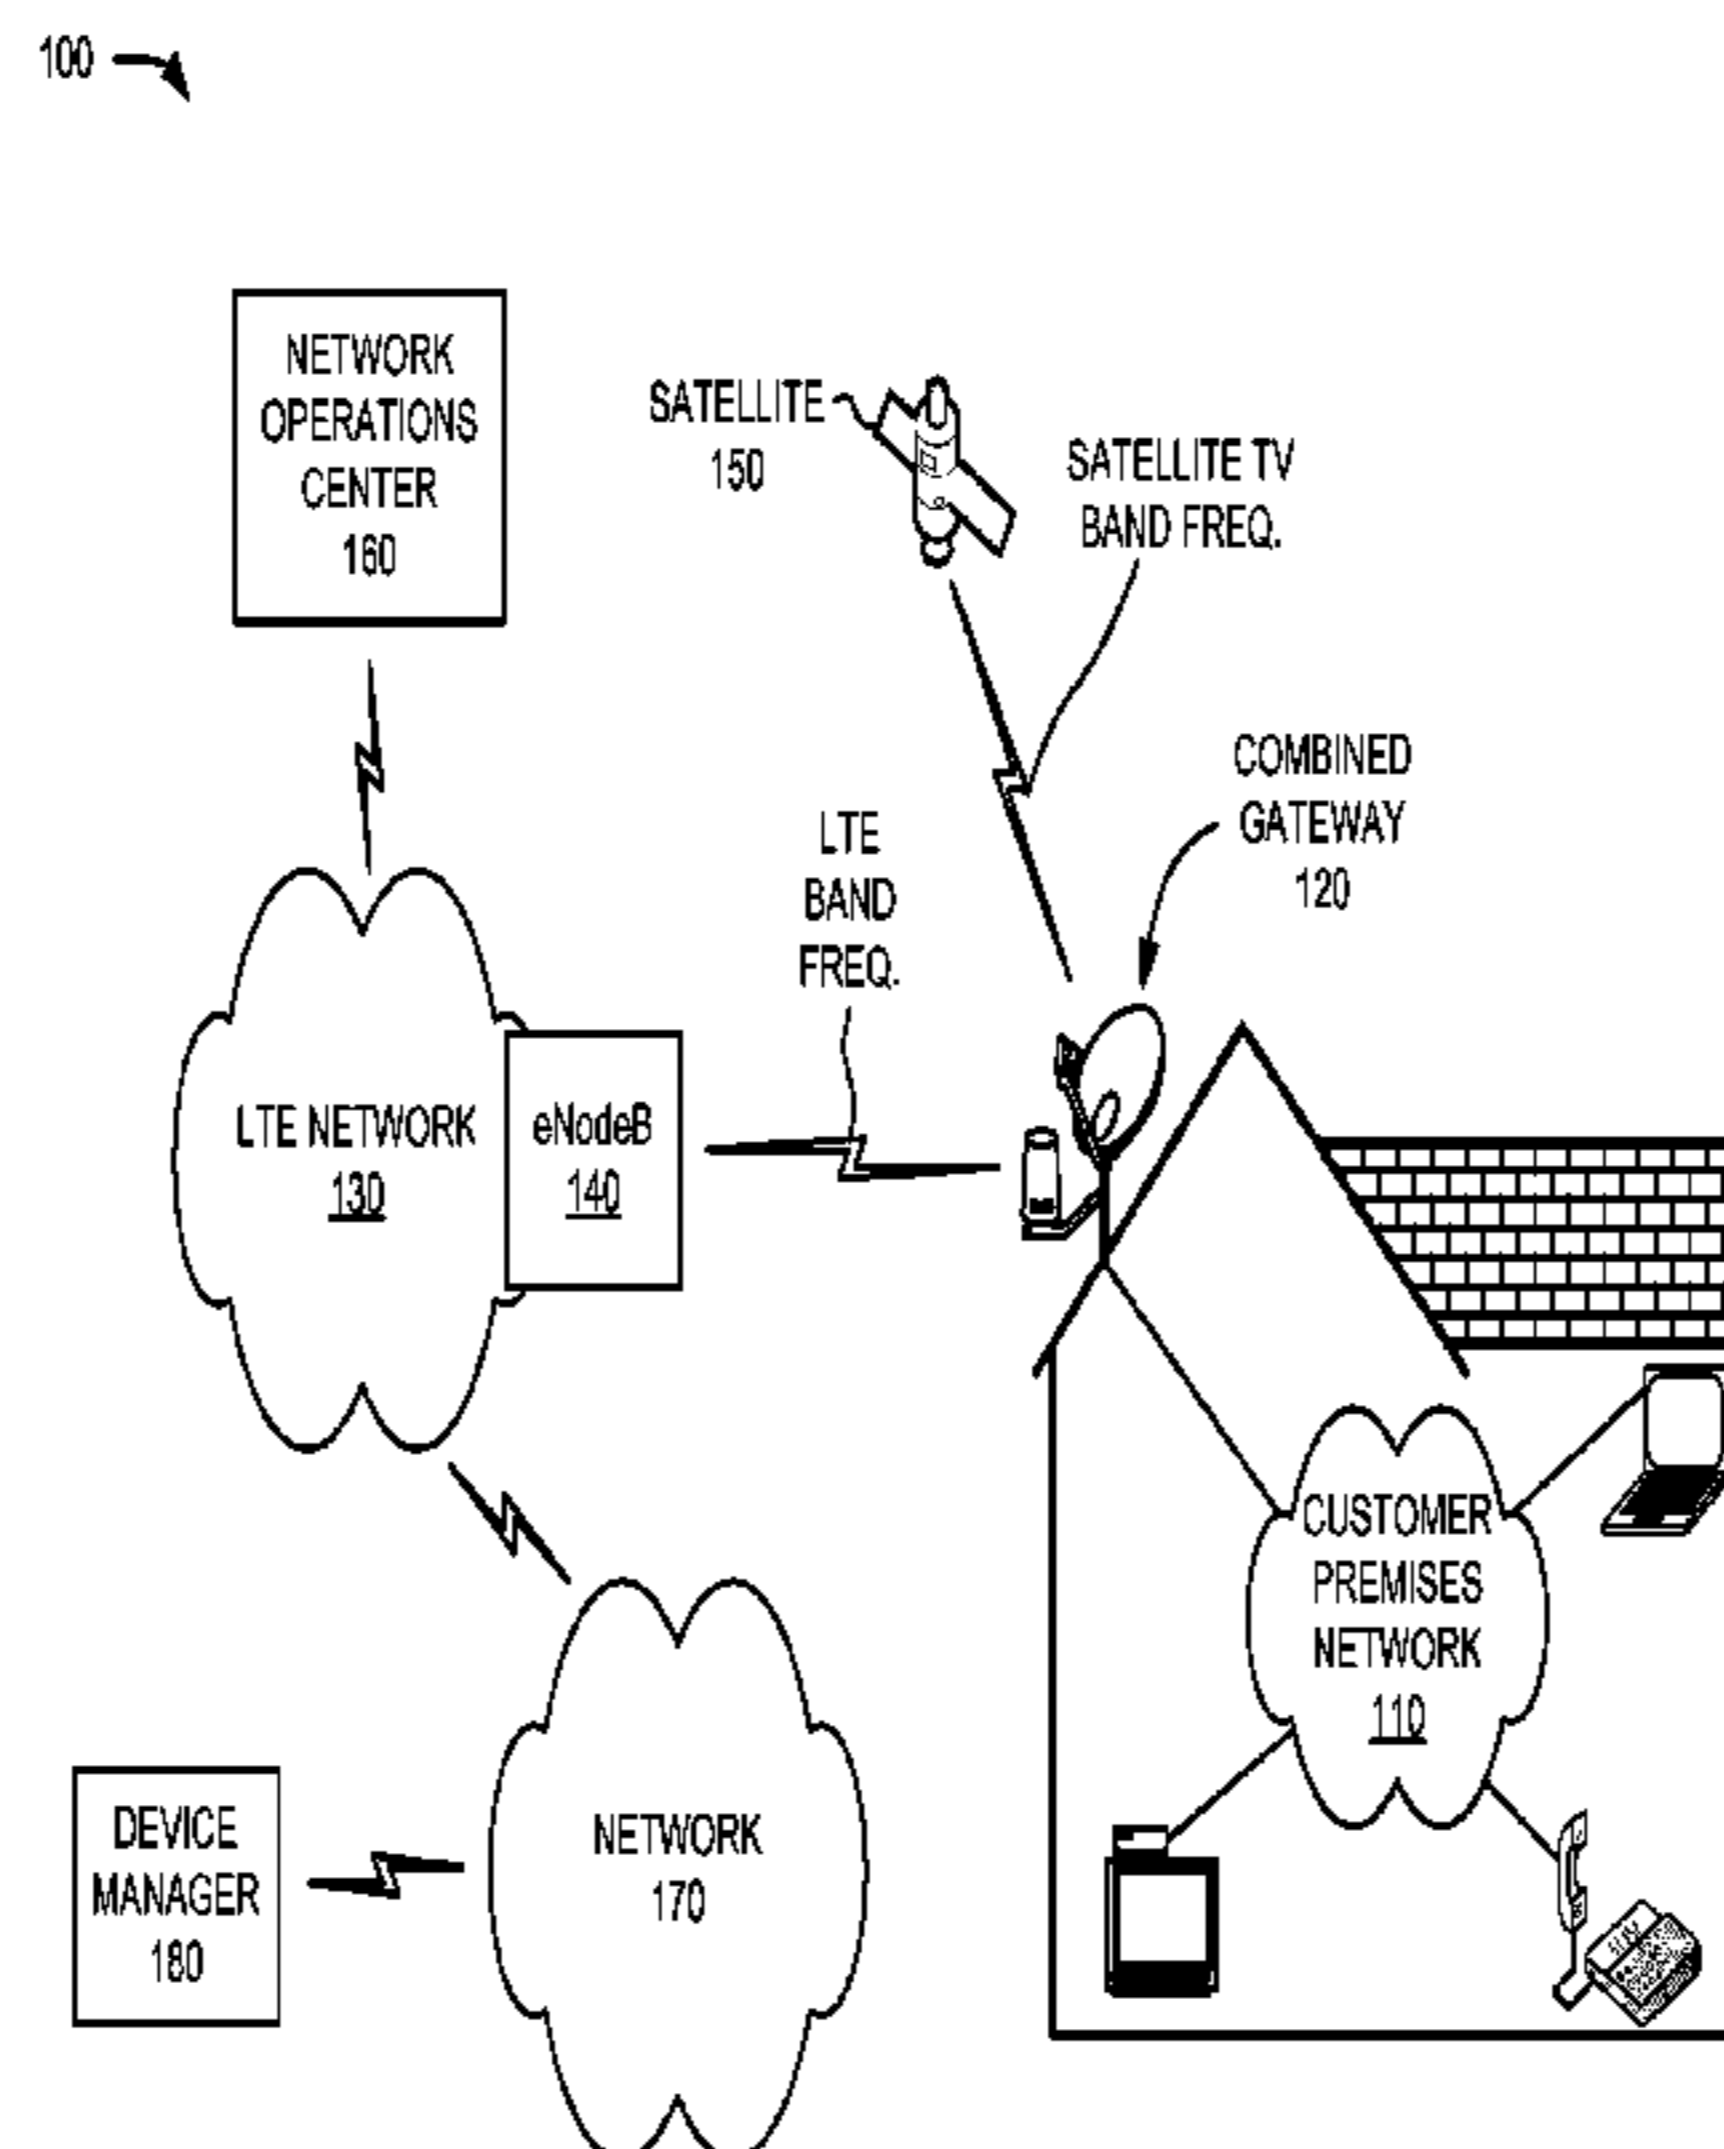 100
NETWORK
OPERATIONS
CENTER
160
SATELLITE
150
SATELLITE TV
BAND FREQ.
COMBINED
GATEWAY
120
LTE
BAND
FREQ.
LTE NETWORK
130
eNodeB
140
CUSTOMER
PREMISES
NETWORK
110
DEVICE
MANAGER
180
NETWORK
170